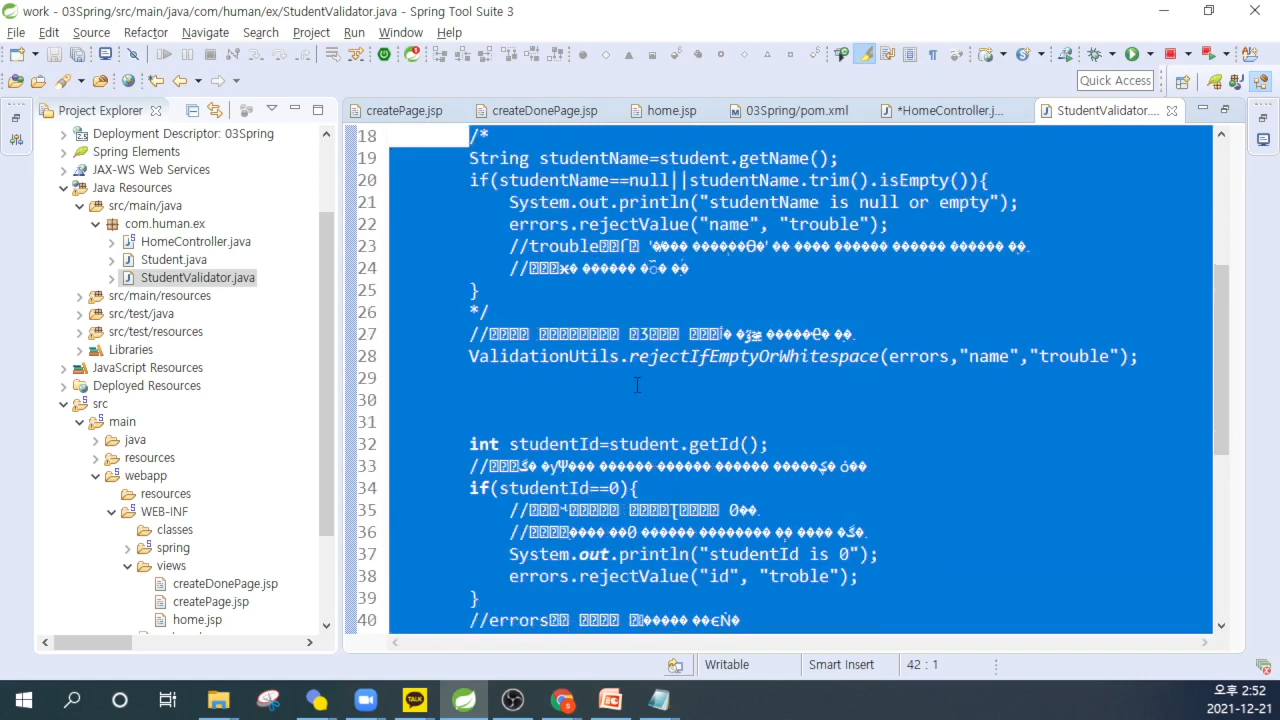 work - 03Spring/src/main/java/com/human/ex/StudentValidator.java - Spring Tool Suite 3
File Edit Source Refactor Navigate Search Project Run Window Help
Quick Access
Project Explorer
createPage.jsp createDonePage.jsp home.jsp 03Spring/pom.xml *HomeController.j... StudentValidator....
Deployment Descriptor: 03Spring
Spring Elements
JAX-WS Web Services
Java Resources
src/main/java
com.human.ex
HomeController.java
Student.java
StudentValidator.java
src/main/resources
src/test/java
src/test/resources
Libraries
JavaScript Resources
Deployed Resources
src
main
java
resources
webapp
resources
WEB-INF
classes
spring
views
createDonePage.jsp
createPage.jsp
home.jsp
18 /*
19 String studentName=student.getName();
20 if(studentName==null||studentName.trim().isEmpty()){
21 System.out.println("studentName is null or empty");
22 errors.rejectValue("name", "trouble");
23 //trouble
24 //
25 }
26 */
27 //
28 ValidationUtils.rejectIfEmptyOrWhitespace(errors,"name","trouble");
29
30
31
32 int studentId=student.getId();
33 //
34 if(studentId==0){
35 //
36 //
37 System.out.println("studentId is 0");
38 errors.rejectValue("id", "troble");
39 }
40 //errors
Writable Smart Insert 42 : 1
TALK
오후 2:52
2021-12-21